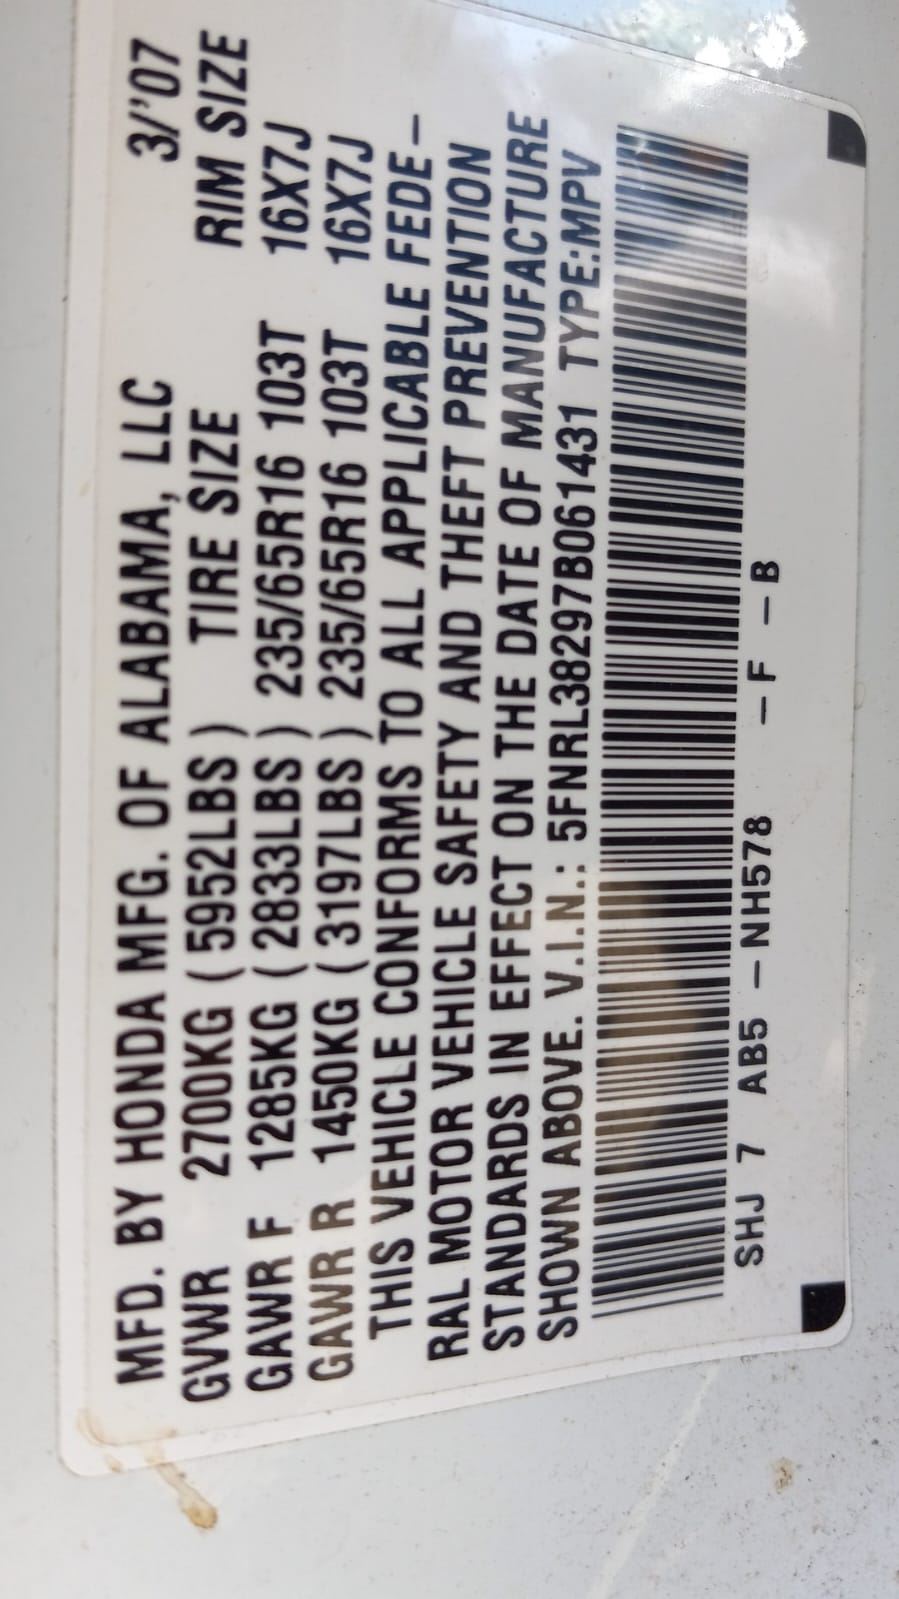 MFD. BY HONDA MFG. OF ALABAMA, LLC 3/'07
GVWR 2700KG ( 5952LBS ) TIRE SIZE RIM SIZE
GAWR F 1285KG ( 2833LBS ) 235/65R16 103T 16X7J
GAWR R 1450KG ( 3197LBS ) 235/65R16 103T 16X7J
THIS VEHICLE CONFORMS TO ALL APPLICABLE FEDE-
RAL MOTOR VEHICLE SAFETY AND THEFT PREVENTION
STANDARDS IN EFFECT ON THE DATE OF MANUFACTURE
SHOWN ABOVE. V.I.N.: 5FNRL38297B061431 TYPE:MPV
SHJ 7 AB5 - NH578 - F - B